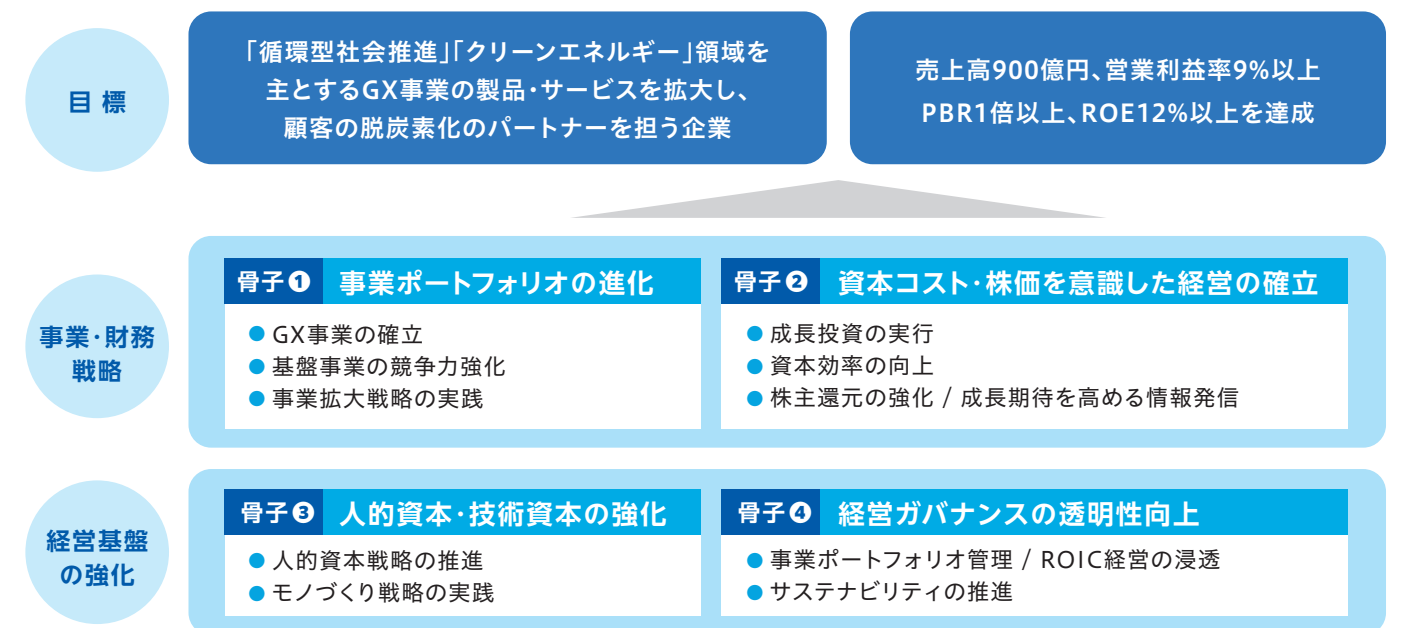 目標
「循環型社会推進」「クリーンエネルギー」領域を
主とするGX事業の製品・サービスを拡大し、
顧客の脱炭素化のパートナーを担う企業
売上高900億円、営業利益率9%以上
PBR1倍以上、ROE12%以上を達成
事業・財務
戦略
骨子❶ 事業ポートフォリオの進化
● GX事業の確立
● 基盤事業の競争力強化
● 事業拡大戦略の実践
骨子❷ 資本コスト・株価を意識した経営の確立
● 成長投資の実行
● 資本効率の向上
● 株主還元の強化 / 成長期待を高める情報発信
経営基盤
の強化
骨子❸ 人的資本・技術資本の強化
● 人的資本戦略の推進
● モノづくり戦略の実践
骨子❹ 経営ガバナンスの透明性向上
● 事業ポートフォリオ管理 / ROIC経営の浸透
● サステナビリティの推進